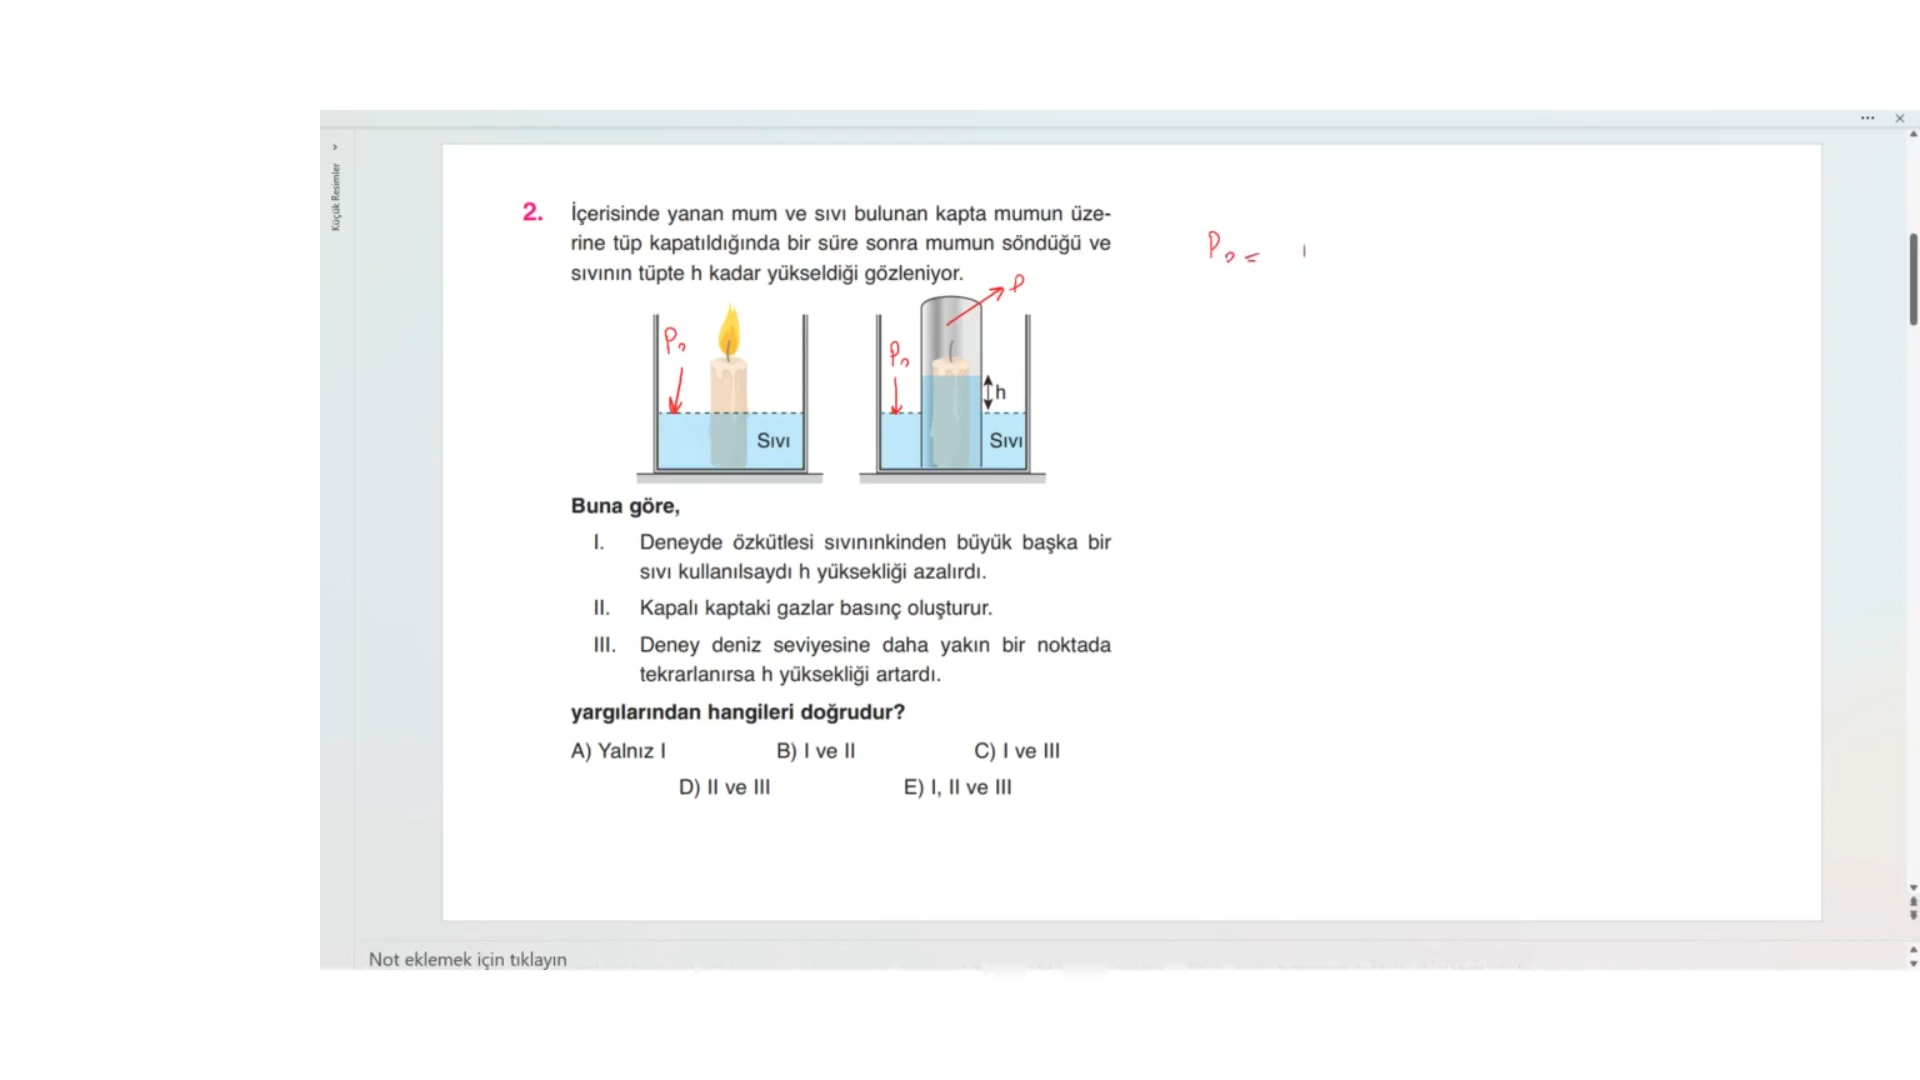 Küçük Resimler
2. İçerisinde yanan mum ve sıvı bulunan kapta mumun üze-
rine tüp kapatıldığında bir süre sonra mumun söndüğü ve
sıvının tüpte h kadar yükseldiği gözleniyor.
P₀ =
P
P₀
P₀
h
Sıvı
Sıvı
Buna göre,
I. Deneyde özkütlesi sıvınınkinden büyük başka bir
sıvı kullanılsaydı h yüksekliği azalırdı.
II. Kapalı kaptaki gazlar basınç oluşturur.
III. Deney deniz seviyesine daha yakın bir noktada
tekrarlanırsa h yüksekliği artardı.
yargılarından hangileri doğrudur?
A) Yalnız I B) I ve II C) I ve III
D) II ve III E) I, II ve III
Not eklemek için tıklayın